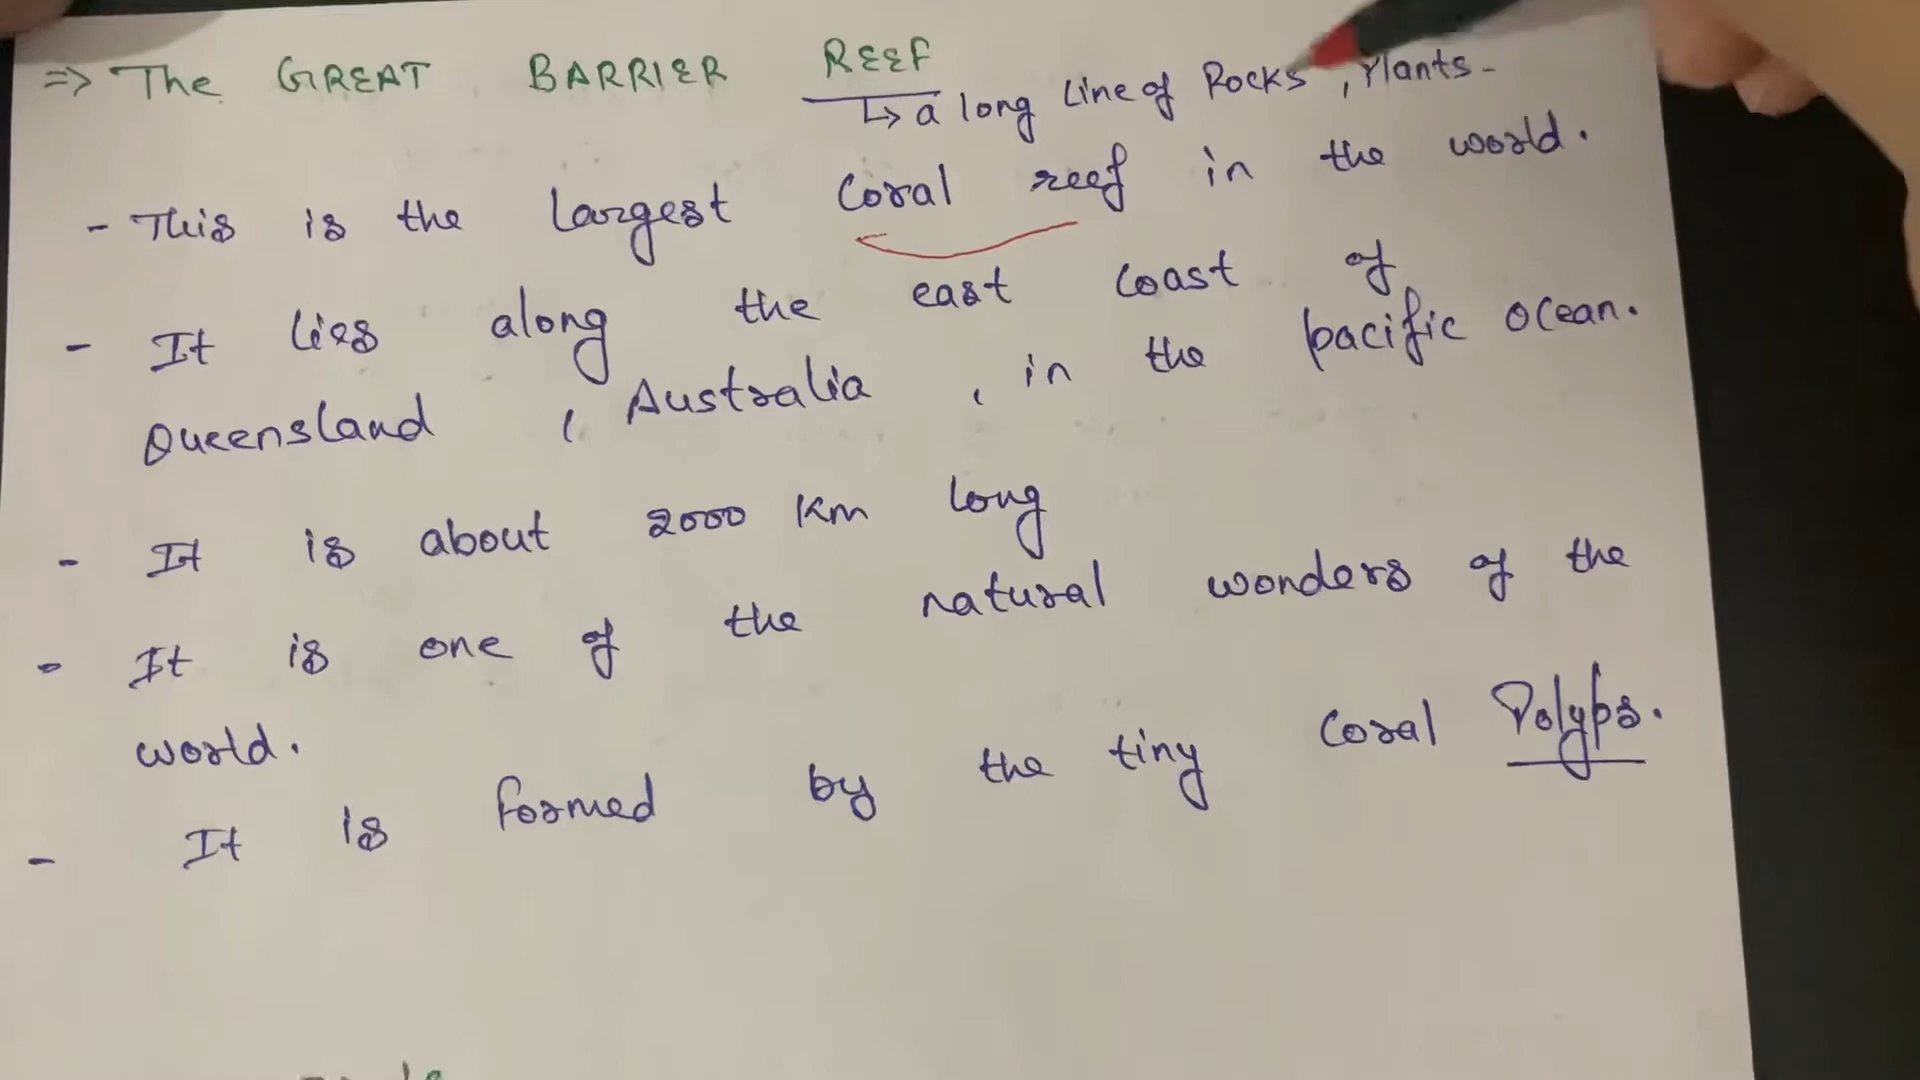 => The GREAT BARRIER REEF
↳ a long Line of Rocks, Plants -
- This is the largest Coral reef in the world.
- It lies along the east coast of
Queensland, Australia, in the pacific ocean.
- It is about 2000 Km long
- It is one of the natural wonders of the
world.
- It is formed by the tiny Coral Polyps.